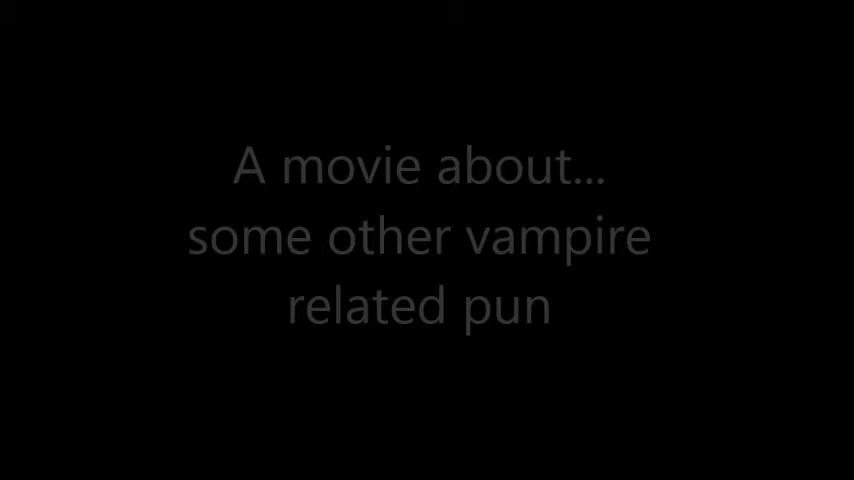 A movie about...
some other vampire
related pun